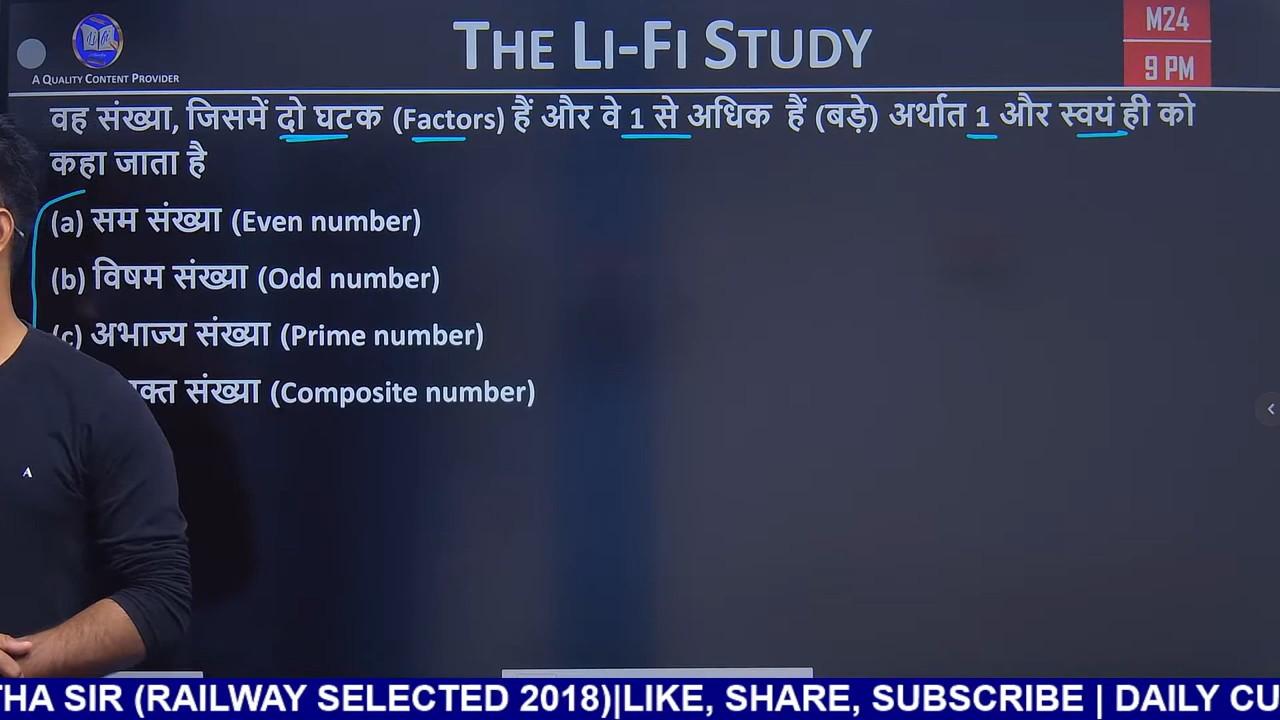 THE LI-FI STUDY
M24
9 PM
A QUALITY CONTENT PROVIDER
वह संख्या, जिसमें दो घटक (Factors) हैं और वे 1 से अधिक हैं (बड़े) अर्थात 1 और स्वयं ही को
कहा जाता है
(a) सम संख्या (Even number)
(b) विषम संख्या (Odd number)
(c) अभाज्य संख्या (Prime number)
संख्या (Composite number)
A
SIR (RAILWAY SELECTED 2018)|LIKE, SHARE, SUBSCRIBE | DAILY